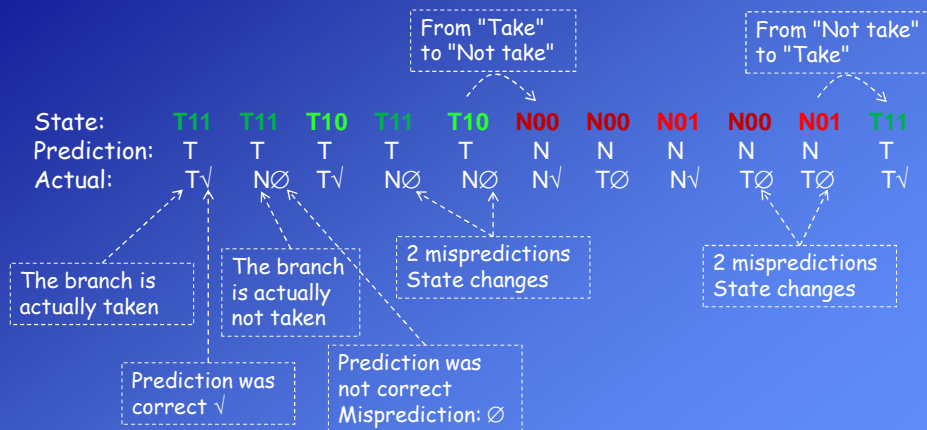 From "Take"
to "Not take"
From "Not take"
to "Take"
State: T11 T11 T10 T11 T10 N00 N00 N01 N00 N01 T11
Prediction: T T T T T N N N N N T
Actual: T√ N∅ T√ N∅ N∅ N√ T∅ N√ T∅ T∅ T√
The branch is
actually taken
The branch
is actually
not taken
2 mispredictions
State changes
2 mispredictions
State changes
Prediction was
correct √
Prediction was
not correct
Misprediction: ∅